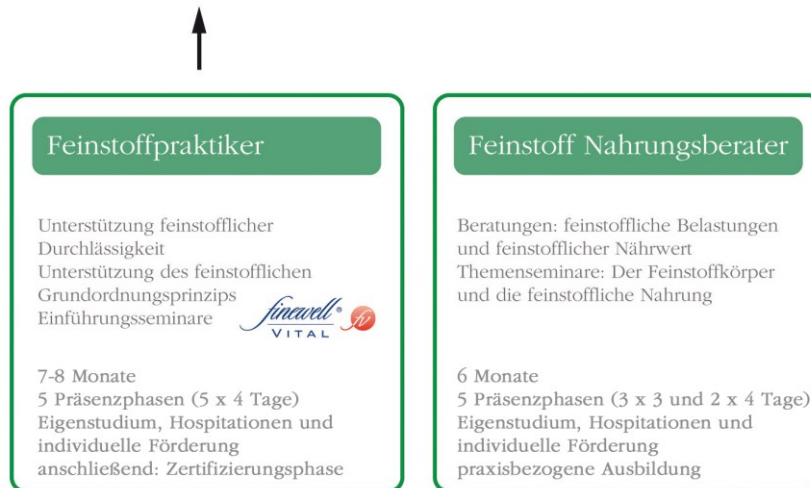 Feinstoffpraktiker
Unterstützung feinstofflicher
Durchlässigkeit
Unterstützung des feinstofflichen
Grundordnungsprinzips
Einführungsseminare
finewell®
VITAL
fv
7-8 Monate
5 Präsenzphasen (5 x 4 Tage)
Eigenstudium, Hospitationen und
individuelle Förderung
anschließend: Zertifizierungsphase
Feinstoff Nahrungsberater
Beratungen: feinstoffliche Belastungen
und feinstofflicher Nährwert
Themenseminare: Der Feinstoffkörper
und die feinstoffliche Nahrung
6 Monate
5 Präsenzphasen (3 x 3 und 2 x 4 Tage)
Eigenstudium, Hospitationen und
individuelle Förderung
praxisbezogene Ausbildung